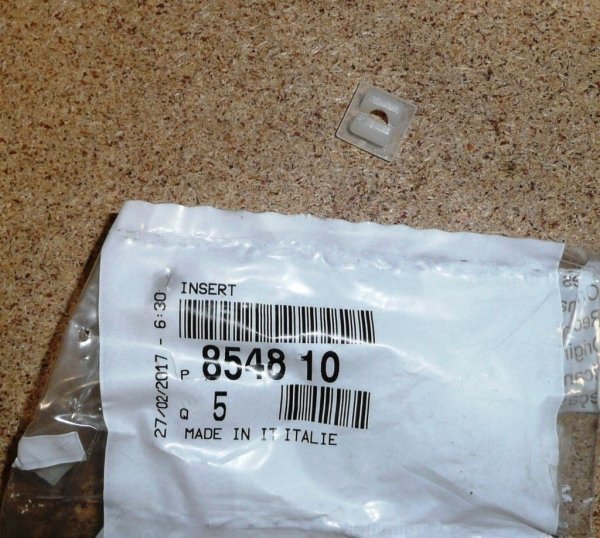 INSERT
P 8548 10
Q 5
MADE IN IT ITALIE
27/02/2017 - 6:30